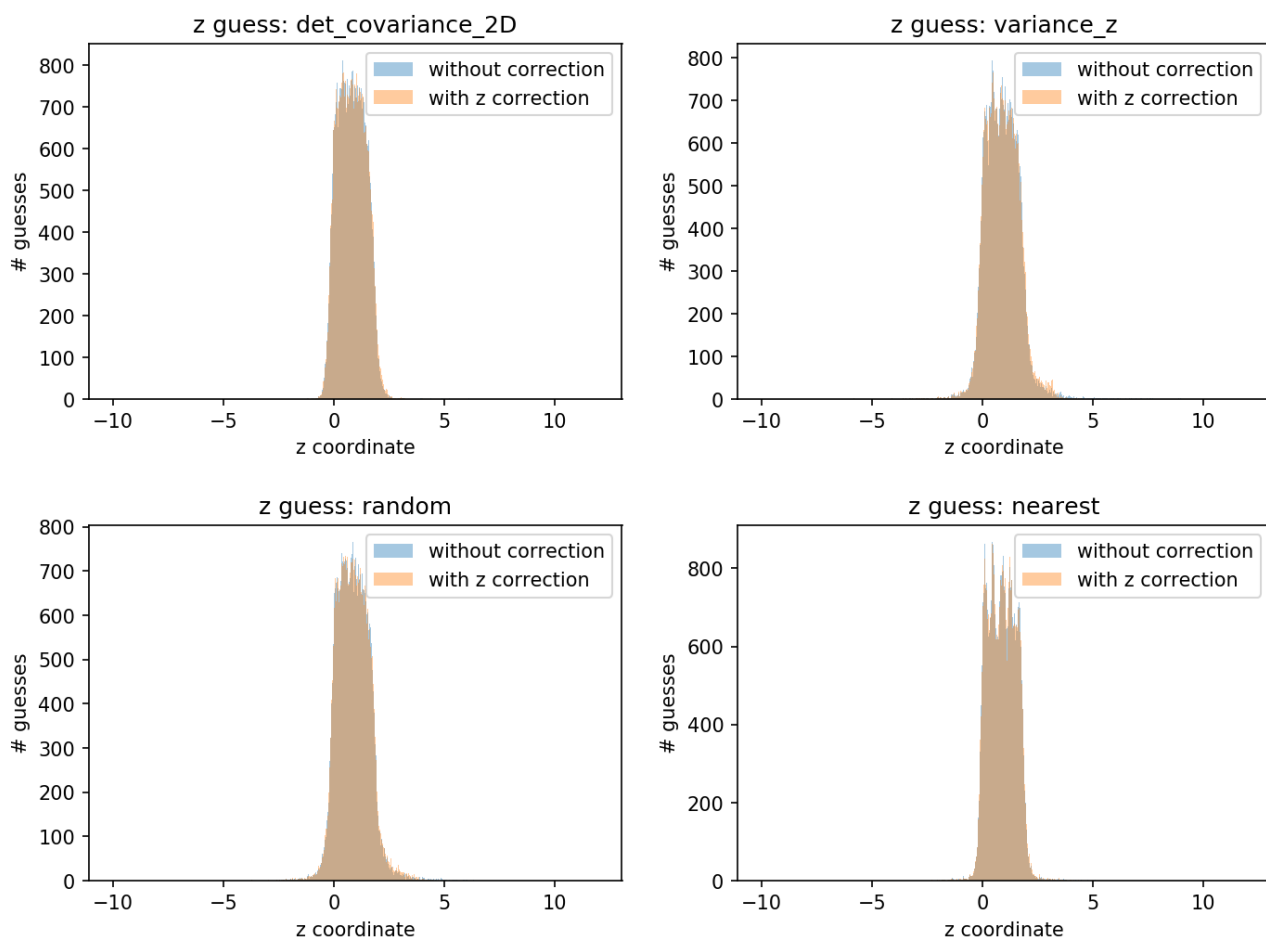 z guess: det_covariance_2D
800
700
600
500
400
300
200
100
0
# guesses
without correction
with z correction
−10
−5
0
5
10
z coordinate
z guess: variance_z
800
700
600
500
400
300
200
100
0
# guesses
without correction
with z correction
−10
−5
0
5
10
z coordinate
z guess: random
800
700
600
500
400
300
200
100
0
# guesses
without correction
with z correction
−10
−5
0
5
10
z coordinate
z guess: nearest
800
600
400
200
0
# guesses
without correction
with z correction
−10
−5
0
5
10
z coordinate